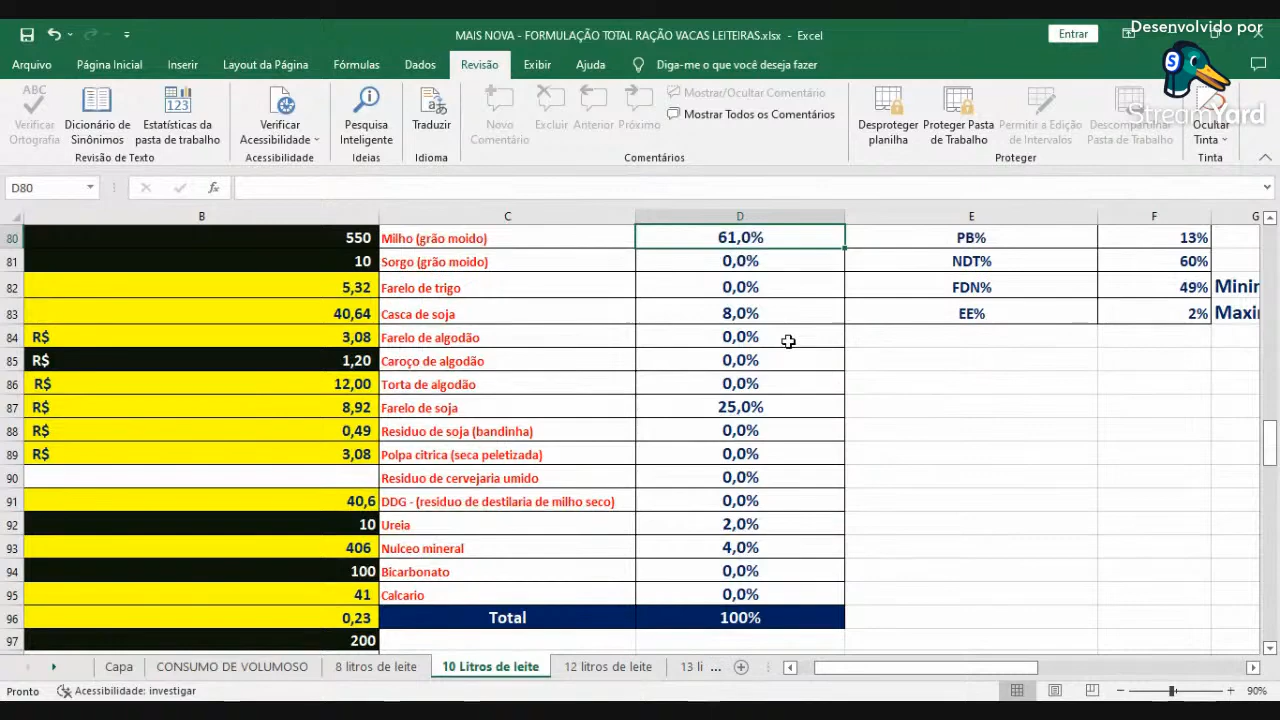 Desenvolvido por
StreamYard
MAIS NOVA - FORMULAÇÃO TOTAL RAÇÃO VACAS LEITEIRAS.xlsx - Excel
Entrar
Arquivo Página Inicial Inserir Layout da Página Fórmulas Dados Revisão Exibir Ajuda Diga-me o que você deseja fazer
ABC Verificar Ortografia
Dicionário de Sinônimos
123 Estatísticas da pasta de trabalho
Revisão de Texto
Verificar Acessibilidade
Acessibilidade
Pesquisa Inteligente
Ideias
Traduzir
Idioma
Novo Comentário
Excluir
Anterior
Próximo
Mostrar/Ocultar Comentário
Mostrar Todos os Comentários
Comentários
Desproteger planilha
Proteger Pasta de Trabalho
Permitir a Edição de Intervalos
Descompartilhar Pasta de Trabalho
Proteger
Ocultar Tinta
Tinta
D80 fx
B C D E F G
80 550 Milho (grão moido) 61,0% PB% 13%
81 10 Sorgo (grão moido) 0,0% NDT% 60%
82 5,32 Farelo de trigo 0,0% FDN% 49% Minir
83 40,64 Casca de soja 8,0% EE% 2% Maxir
84 R$ 3,08 Farelo de algodão 0,0%
85 R$ 1,20 Caroço de algodão 0,0%
86 R$ 12,00 Torta de algodão 0,0%
87 R$ 8,92 Farelo de soja 25,0%
88 R$ 0,49 Residuo de soja (bandinha) 0,0%
89 R$ 3,08 Polpa citrica (seca peletizada) 0,0%
90 Residuo de cervejaria umido 0,0%
91 40,6 DDG - (residuo de destilaria de milho seco) 0,0%
92 10 Ureia 2,0%
93 406 Nulceo mineral 4,0%
94 100 Bicarbonato 0,0%
95 41 Calcario 0,0%
96 0,23 Total 100%
97 200
Capa CONSUMO DE VOLUMOSO 8 litros de leite 10 Litros de leite 12 litros de leite 13 li ...
Pronto Acessibilidade: investigar 90%